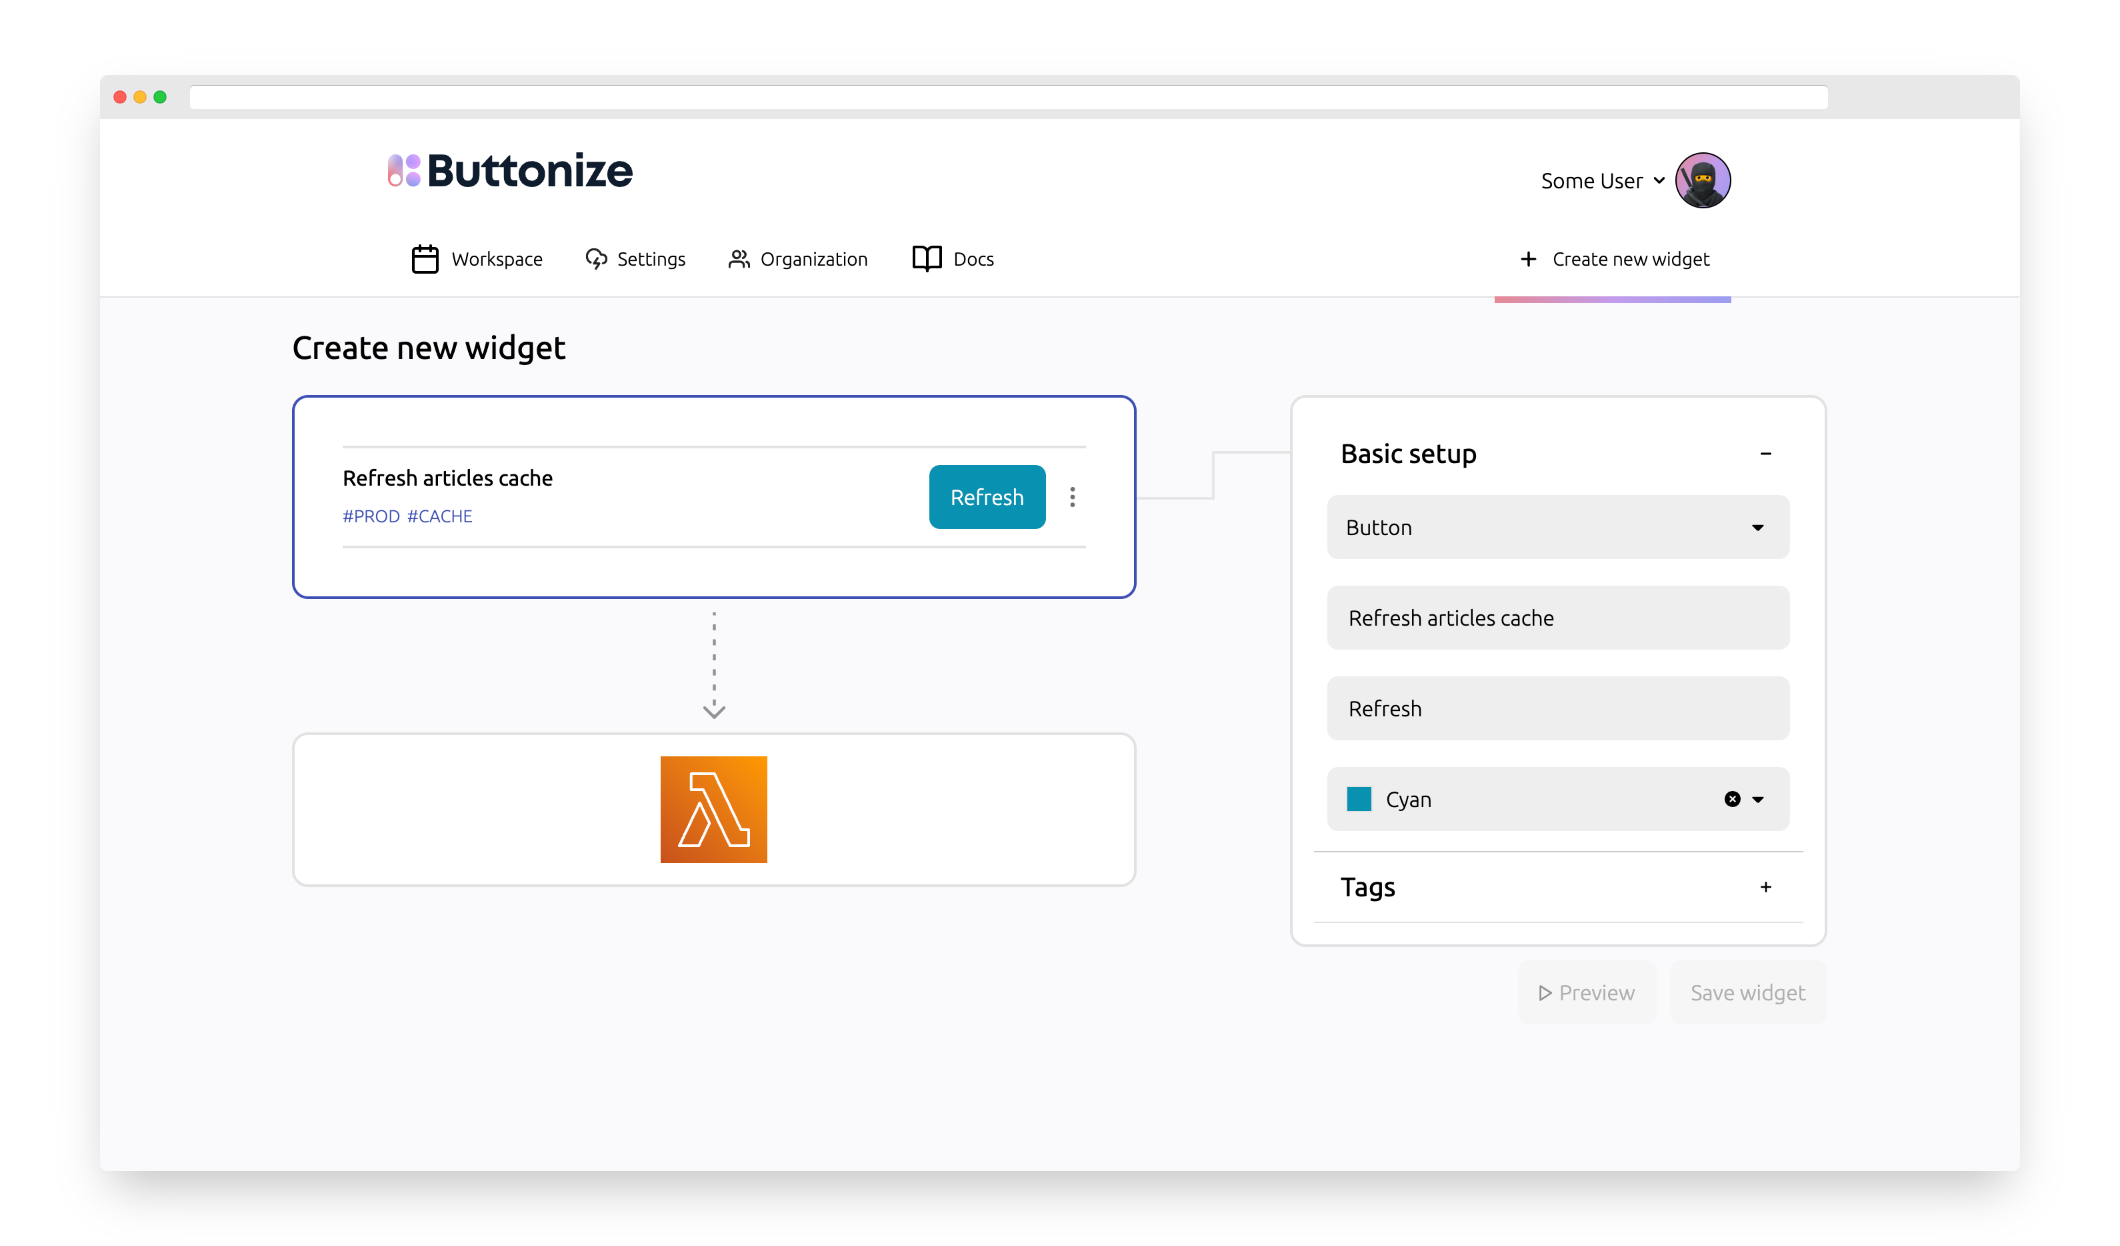 Buttonize
Some User
Workspace Settings Organization Docs
Create new widget
Create new widget
Refresh articles cache
#PROD #CACHE
Refresh
Basic setup
Button
Refresh articles cache
Refresh
Cyan
Tags
Preview
Save widget